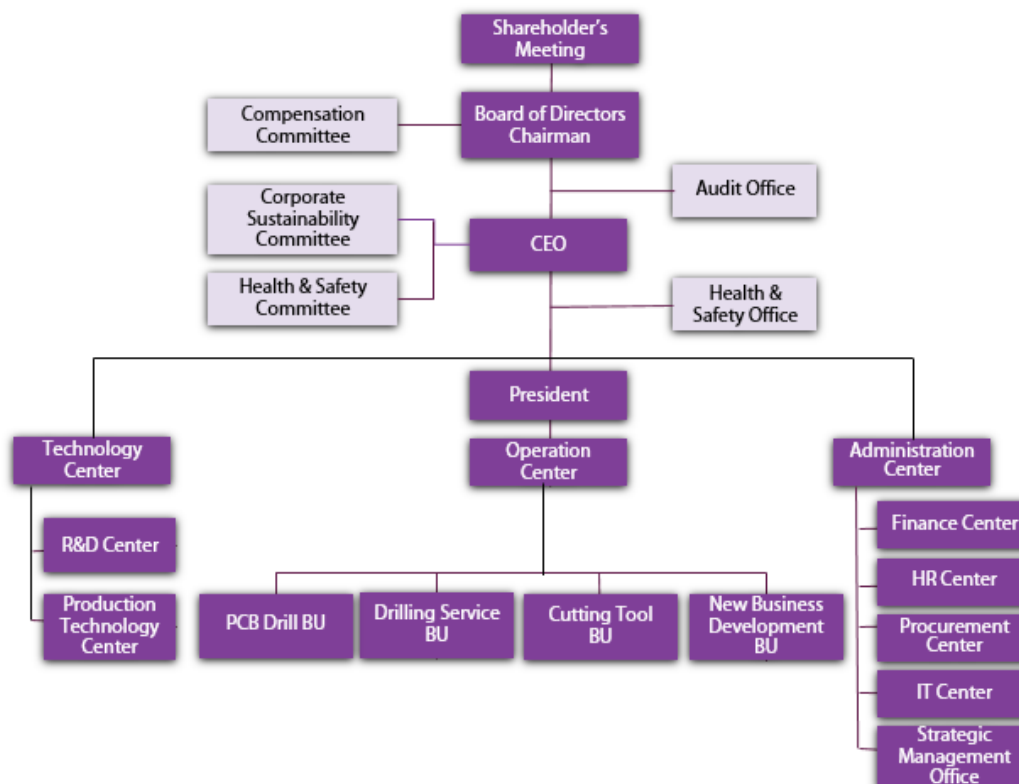 Shareholder's
Meeting
Compensation
Committee
Board of Directors
Chairman
Audit Office
Corporate
Sustainability
Committee
CEO
Health & Safety
Committee
Health &
Safety Office
President
Technology
Center
Operation
Center
Administration
Center
R&D Center
Production
Technology
Center
PCB Drill BU
Drilling Service
BU
Cutting Tool
BU
New Business
Development
BU
Finance Center
HR Center
Procurement
Center
IT Center
Strategic
Management
Office